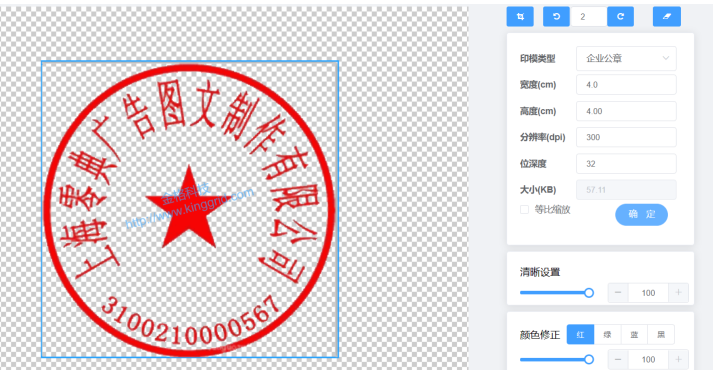 2
印模类型 企业公章
宽度(cm) 4.0
高度(cm) 4.00
分辨率(dpi) 300
位深度 32
大小(KB) 57.11
等比缩放 确 定
清晰设置
100
颜色修正 红 绿 蓝 黑
100
上海雾真广告图文制作有限公司
金格科技
http://www.kinggrid.com
3100210000567